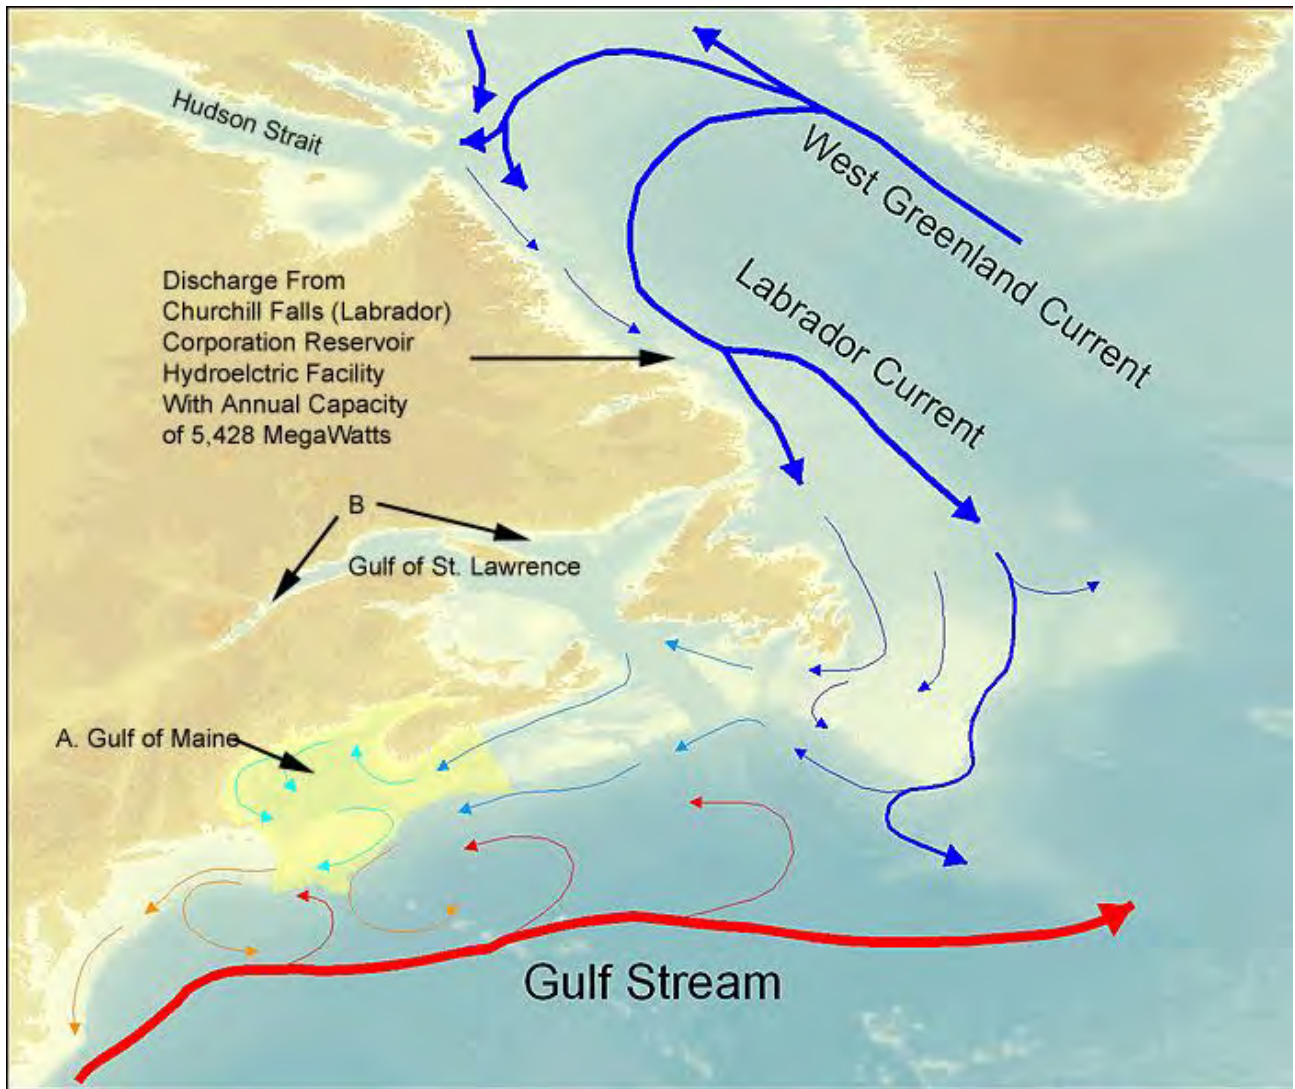 Hudson Strait
West Greenland Current
Labrador Current
Discharge From
Churchill Falls (Labrador)
Corporation Reservoir
Hydroelctric Facility
With Annual Capacity
of 5,428 MegaWatts
B
Gulf of St. Lawrence
A. Gulf of Maine
Gulf Stream